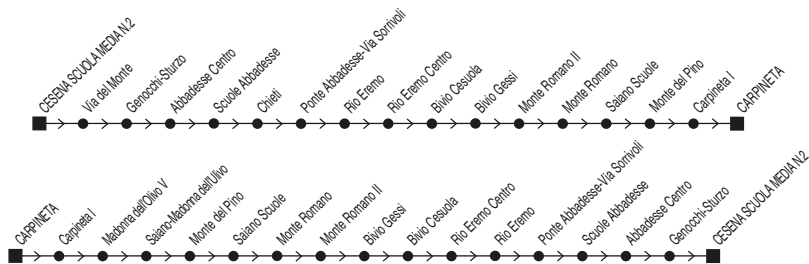 CESENA SCUOLA MEDIA N.2
Via del Monte
Genocchi-Sturzo
Abbadesse Centro
Scuole Abbadesse
Chieti
Ponte Abbadesse-Via Sorrivoli
Rio Eremo
Rio Eremo Centro
Bivio Cesuola
Bivio Gessi
Monte Romano II
Monte Romano
Saiano Scuole
Monte del Pino
Carpineta I
CARPINETA
CARPINETA
Carpineta I
Madonna dell'Olivo V
Saiano-Madonna dell'Ulivo
Monte del Pino
Saiano Scuole
Monte Romano
Monte Romano II
Bivio Gessi
Bivio Cesuola
Rio Eremo Centro
Rio Eremo
Ponte Abbadesse-Via Sorrivoli
Scuole Abbadesse
Abbadesse Centro
Genocchi-Sturzo
CESENA SCUOLA MEDIA N.2